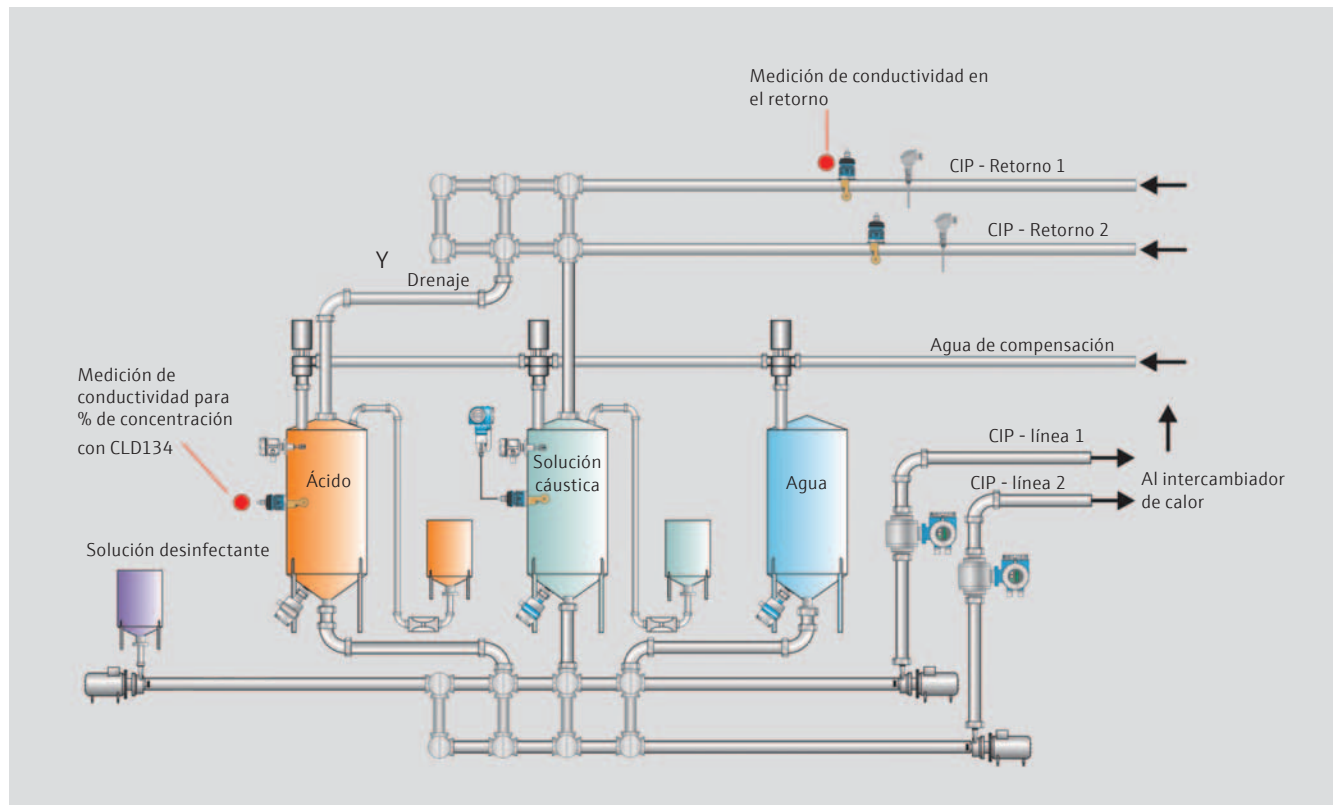 Medición de conductividad en
el retorno
CIP - Retorno 1
CIP - Retorno 2
Y
Drenaje
Agua de compensación
Medición de
conductividad para
% de concentración
con CLD134
CIP - línea 1
CIP - línea 2
Al intercambiador
de calor
Ácido
Solución
cáustica
Agua
Solución desinfectante